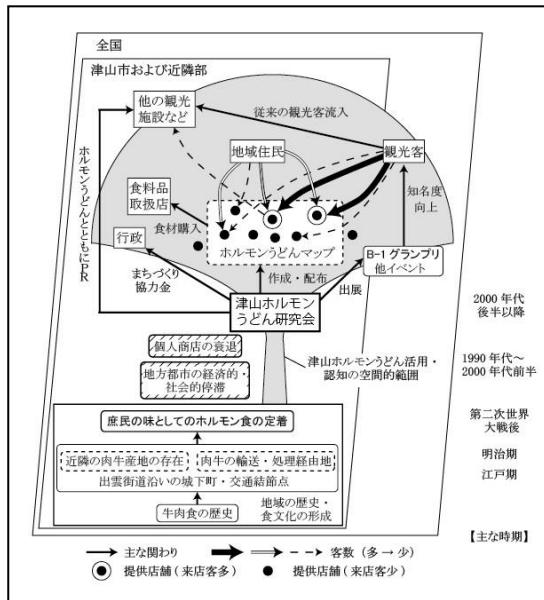 全国
津山市および近隣部
他の観光
施設など
従来の観光客流入
地域住民
観光客
ホルモンうどんとともにPR
食料品
取扱店
知名度
向上
食材購入
行政
ホルモンうどんマップ
B-1 グランプリ
他イベント
まちづくり
協力金
作成・配布
出展
津山ホルモン
うどん研究会
2000 年代
後半以降
個人商店の衰退
地方都市の経済的・
社会的停滞
津山ホルモンうどん活用・
認知の空間的範囲
1990 年代～
2000 年代前半
庶民の味としてのホルモン食の定着
第二次世界
大戦後
近隣の肉牛産地の存在
肉牛の輸送・処理経由地
明治期
出雲街道沿いの城下町・交通結節点
江戸期
牛肉食の歴史
地域の歴史・
食文化の形成
【主な時期】
主な関わり
客数（多 → 少）
提供店舗（来店客多）
提供店舗（来店客少）